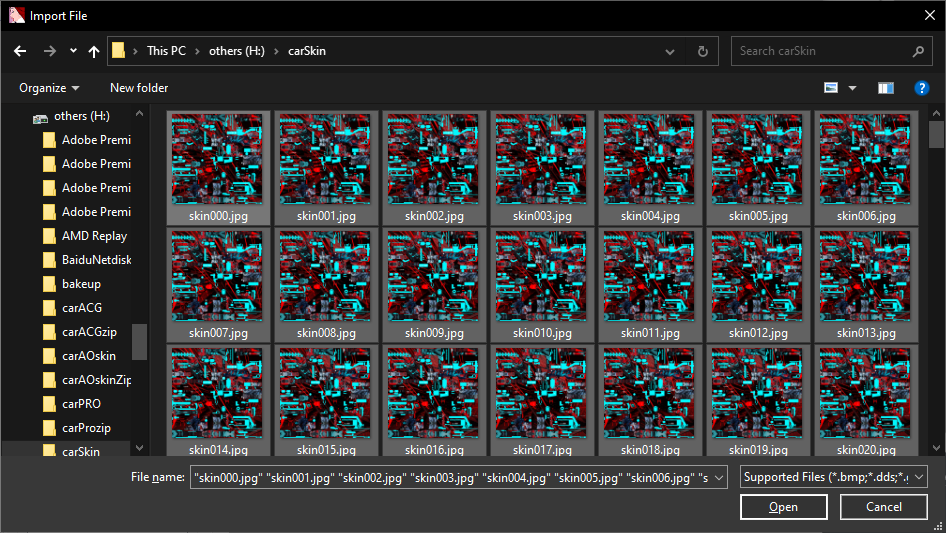 Import File
This PC > others (H:) > carSkin
Search carSkin
Organize
New folder
others (H:)
Adobe Premi
Adobe Premi
Adobe Premi
Adobe Premi
AMD Replay
BaiduNetdisk
bakeup
carACG
carACGzip
carAOskin
carAOskinZip
carPRO
carProzip
carSkin
skin000.jpg skin001.jpg skin002.jpg skin003.jpg skin004.jpg skin005.jpg skin006.jpg
skin007.jpg skin008.jpg skin009.jpg skin010.jpg skin011.jpg skin012.jpg skin013.jpg
skin014.jpg skin015.jpg skin016.jpg skin017.jpg skin018.jpg skin019.jpg skin020.jpg
File name: "skin000.jpg" "skin001.jpg" "skin002.jpg" "skin003.jpg" "skin004.jpg" "skin005.jpg" "skin006.jpg" "s
Supported Files (*.bmp;*.dds;*.g
Open
Cancel